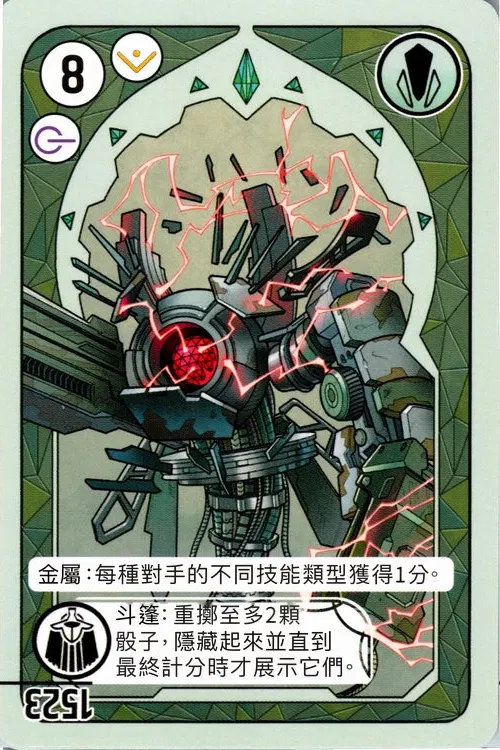 8
金屬：每種對手的不同技能類型獲得1分。
斗篷：重擲至多2顆
骰子，隱藏起來並直到
最終計分時才展示它們。
1523